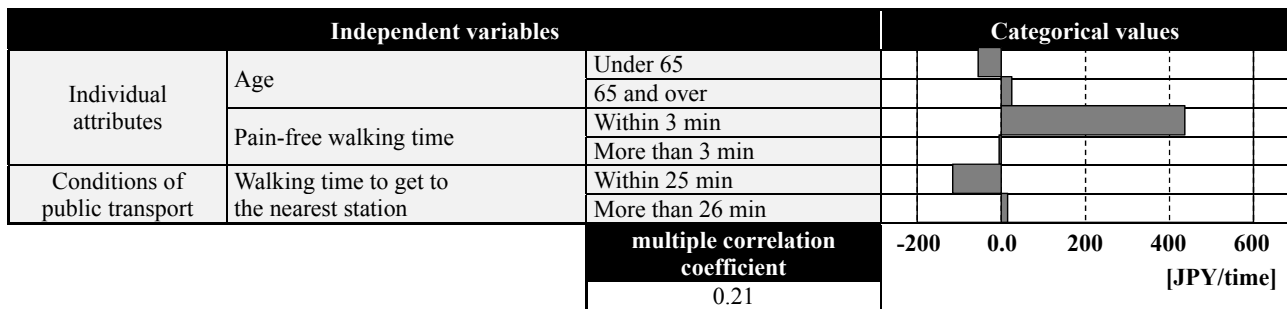 Independent variables
Categorical values
Individual
attributes
Age
Under 65
65 and over
Pain-free walking time
Within 3 min
More than 3 min
Conditions of
public transport
Walking time to get to
the nearest station
Within 25 min
More than 26 min
multiple correlation
coefficient
0.21
-200 0.0 200 400 600
[JPY/time]